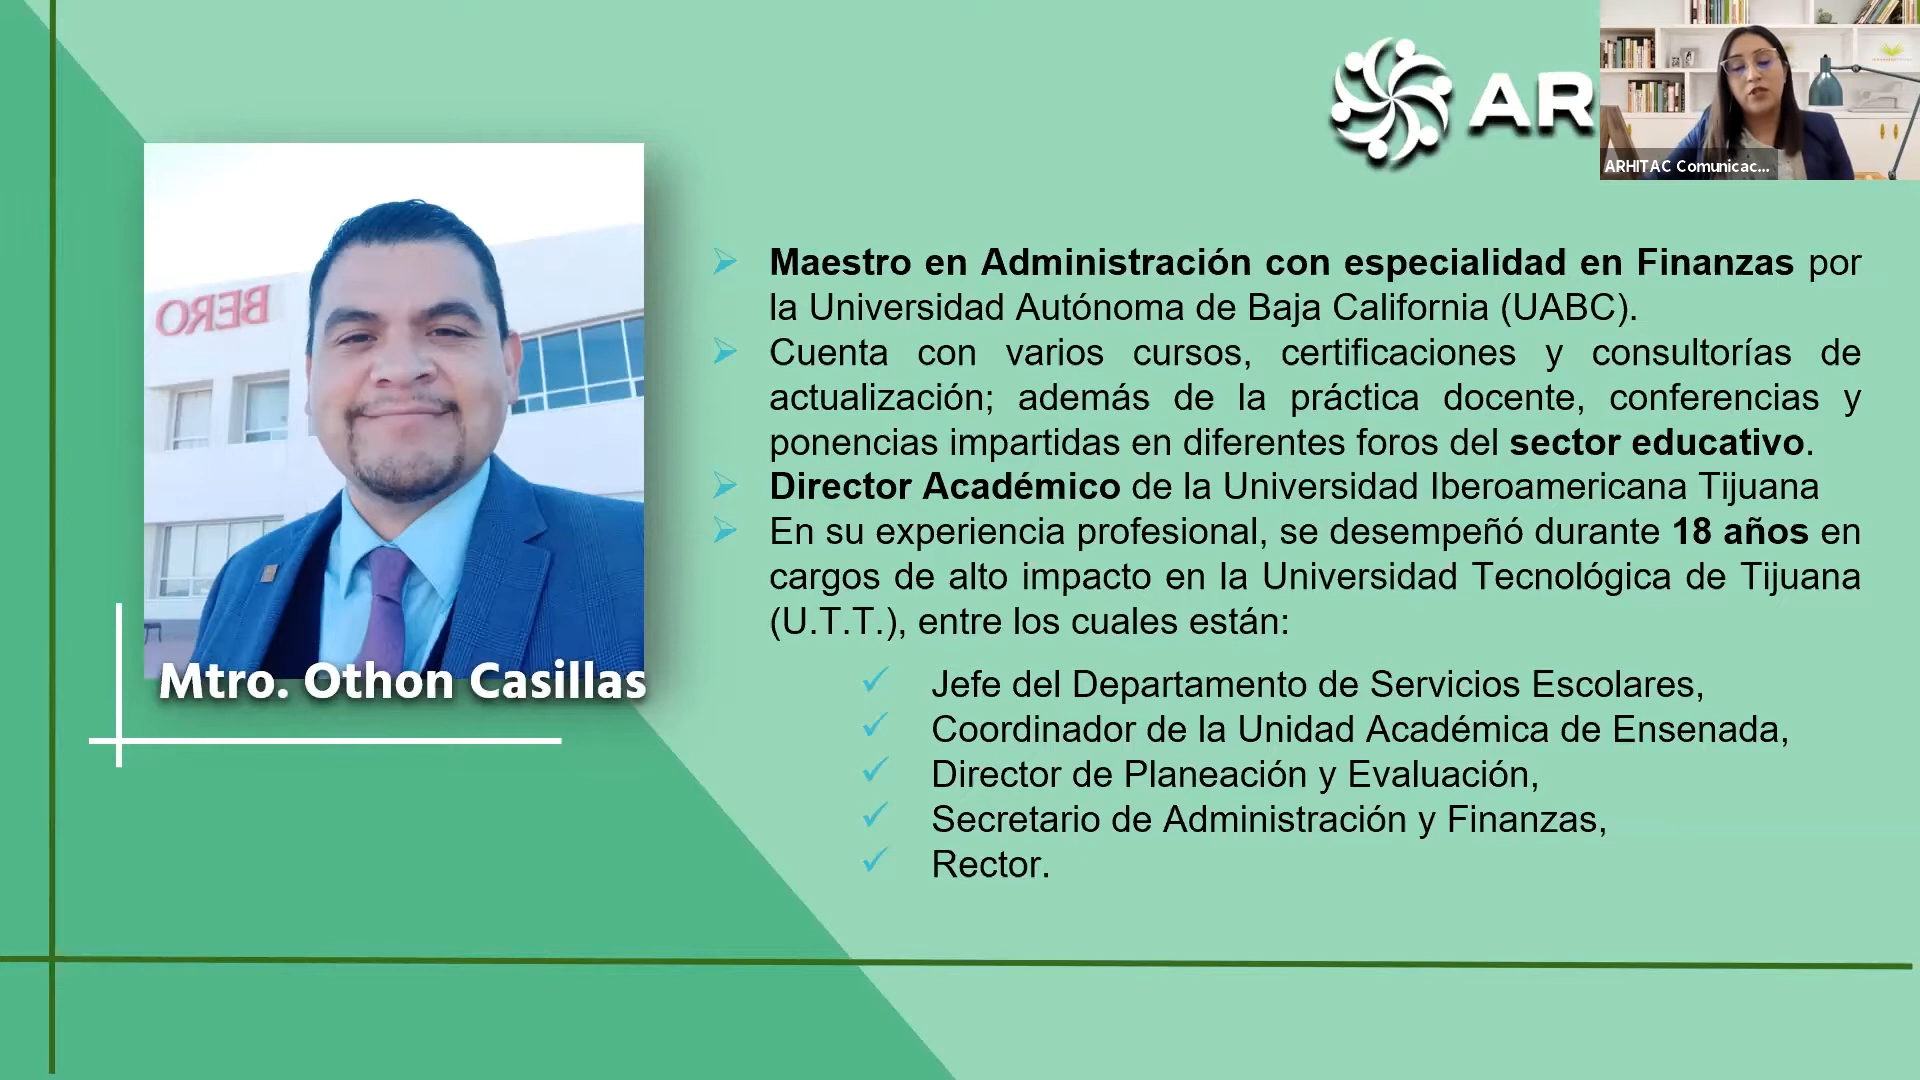 AR
ARHITAC Comunicac...
BERO
Maestro en Administración con especialidad en Finanzas por
la Universidad Autónoma de Baja California (UABC).
Cuenta con varios cursos, certificaciones y consultorías de
actualización; además de la práctica docente, conferencias y
ponencias impartidas en diferentes foros del sector educativo.
Director Académico de la Universidad Iberoamericana Tijuana
En su experiencia profesional, se desempeñó durante 18 años en
cargos de alto impacto en la Universidad Tecnológica de Tijuana
(U.T.T.), entre los cuales están:
Jefe del Departamento de Servicios Escolares,
Coordinador de la Unidad Académica de Ensenada,
Director de Planeación y Evaluación,
Secretario de Administración y Finanzas,
Rector.
Mtro. Othon Casillas